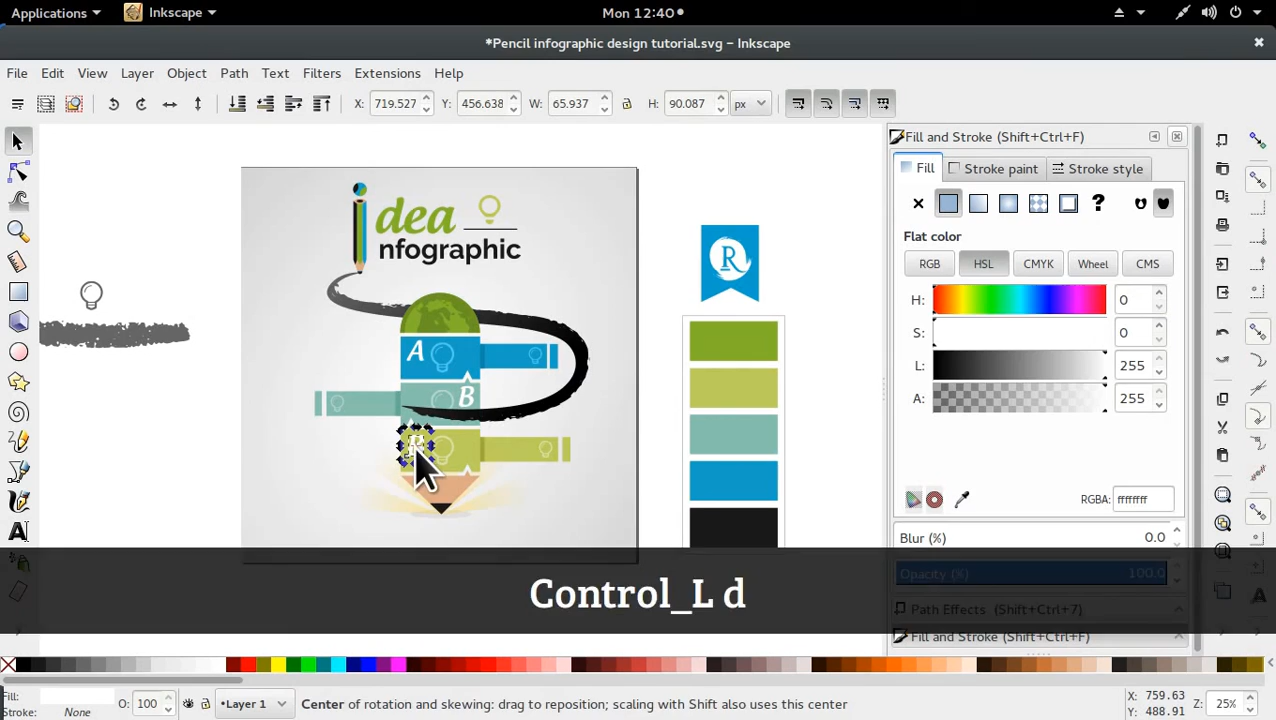 Applications
Inkscape
Mon 12:40
*Pencil infographic design tutorial.svg – Inkscape
File Edit View Layer Object Path Text Filters Extensions Help
X: 719.527 Y: 456.638 W: 65.937 H: 90.087 px
Fill and Stroke (Shift+Ctrl+F)
Fill Stroke paint Stroke style
?
Flat color
RGB HSL CMYK Wheel CMS
H: 0
S: 0
L: 255
A: 255
RGBA: ffffffff
Blur (%) 0.0
Opacity (%) 100.0
Path Effects (Shift+Ctrl+7)
Fill and Stroke (Shift+Ctrl+F)
idea
nfographic
A
B
R
Control_L d
Fill:
Stroke: None
O: 100
•Layer 1
Center of rotation and skewing: drag to reposition; scaling with Shift also uses this center
X: 759.63
Y: 488.91
Z: 25%